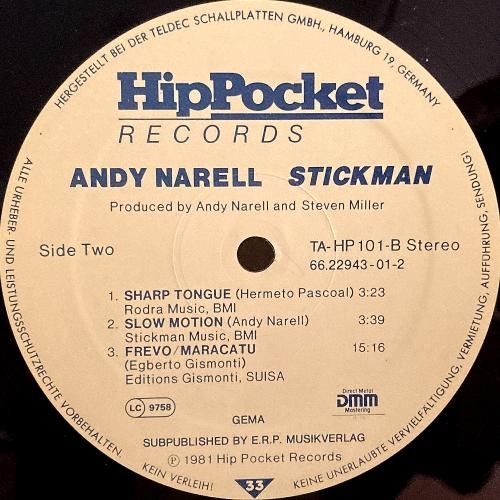 HERGESTELLT BEI DER TELDEC SCHALLPLATTEN GMBH., HAMBURG 19, GERMANY
HipPocket
RECORDS
ANDY NARELL STICKMAN
Produced by Andy Narell and Steven Miller
Side Two
TA-HP101-B Stereo
66.22943-01-2
1. SHARP TONGUE (Hermeto Pascoal) 3:23
Rodra Music, BMI
2. SLOW MOTION (Andy Narell) 3:39
Stickman Music, BMI
3. FREVO/MARACATU 15:16
(Egberto Gismonti)
Editions Gismonti, SUISA
LC 9758
Direct Metal
DMM
Mastering
GEMA
SUBPUBLISHED BY E.R.P. MUSIKVERLAG
℗ 1981 Hip Pocket Records
33
ALLE URHEBER- UND LEISTUNGSSCHUTZRECHTE VORBEHALTEN.
KEIN VERLEIH!
KEINE UNERLAUBTE VERVIELFÄLTIGUNG, VERMIETUNG, AUFFÜHRUNG, SENDUNG!